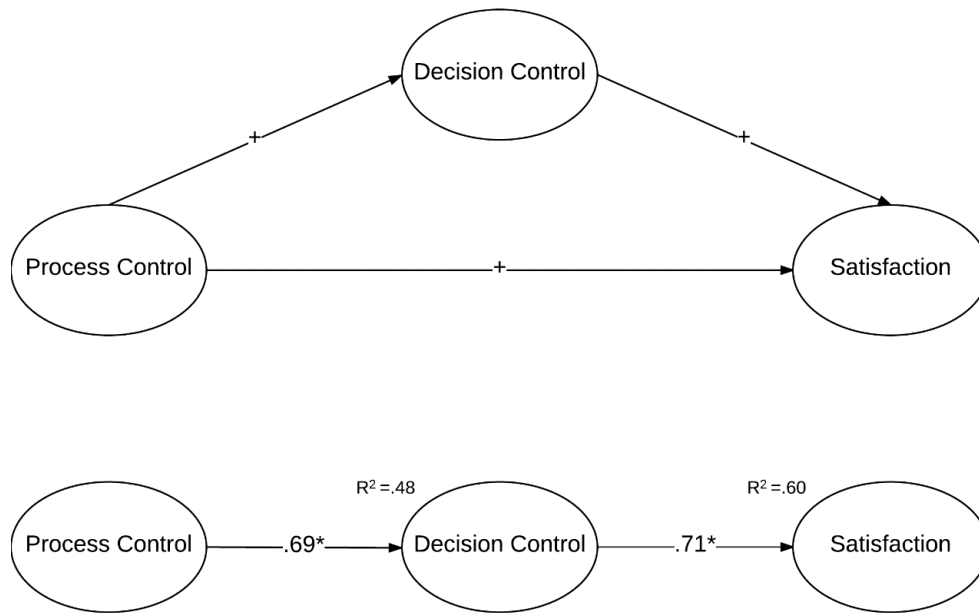 Decision Control
+
+
Process Control
+
Satisfaction
R² =.48
R² =.60
Process Control
.69*
Decision Control
.71*
Satisfaction